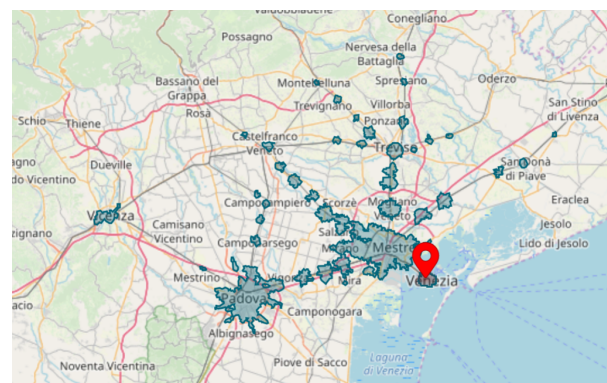 Valdobbiadene
Conegliano
Possagno
Nervesa della
Battaglia
Bassano del
Grappa
Montebelluna
Spresiano
Oderzo
Rosà
Trevignano
Villorba
San Stino
di Livenza
Schio
Thiene
Ponzano
Castelfranco
Veneto
Treviso
Dueville
San Donà
di Piave
do Vicentino
Camposampiero
Scorzè
Mogliano
Veneto
Eraclea
Vicenza
Camisano
Vicentino
Lido di Jesolo
Campodarsego
Mirano
Mestre
Mestrino
Mira
Venezia
Padova
Camponogara
Albignasego
Piove di Sacco
Laguna
di Venezia
Noventa Vicentina